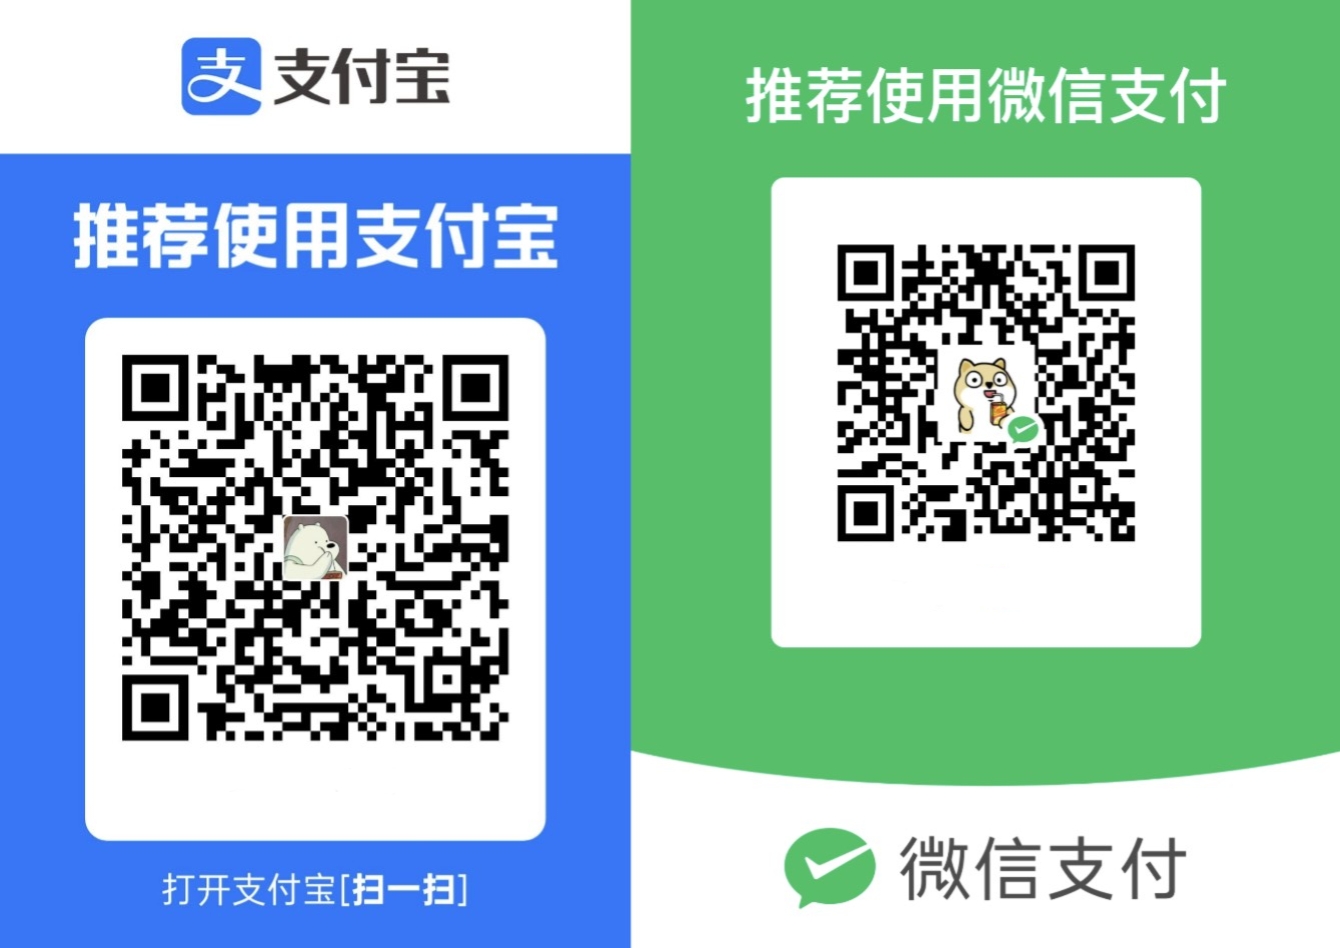 支 支付宝
推荐使用支付宝
打开支付宝[扫一扫]
推荐使用微信支付
微信支付